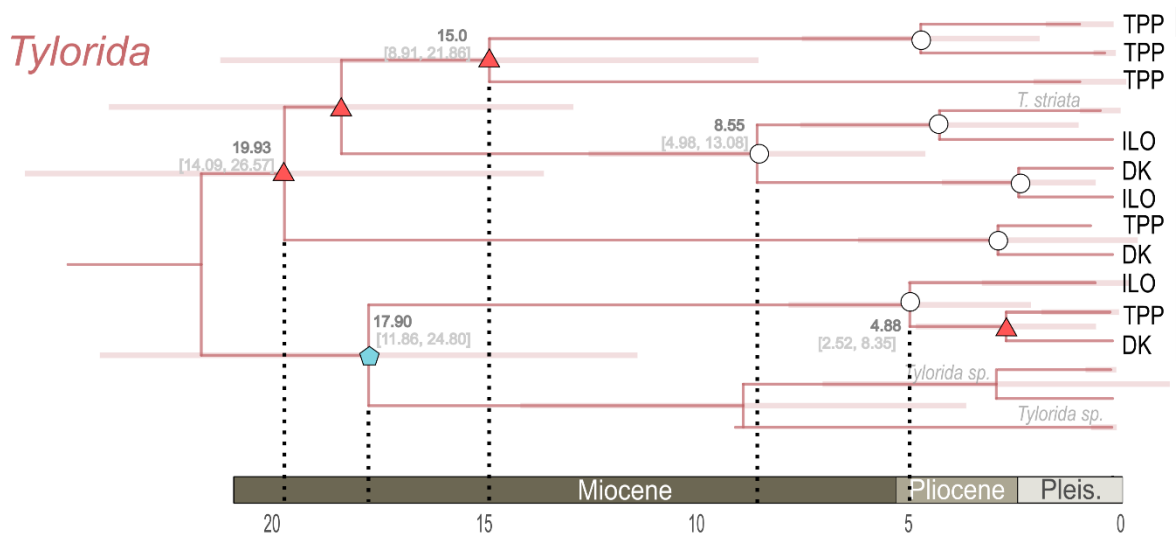 Tylorida
15.0
[8.91, 21.86]
TPP
TPP
TPP
T. striata
8.55
[4.98, 13.08]
ILO
19.93
[14.09, 26.57]
DK
ILO
TPP
DK
ILO
17.90
[11.86, 24.80]
TPP
4.88
[2.52, 8.35]
DK
Tylorida sp.
Tylorida sp.
Miocene Pliocene Pleis.
20 15 10 5 0